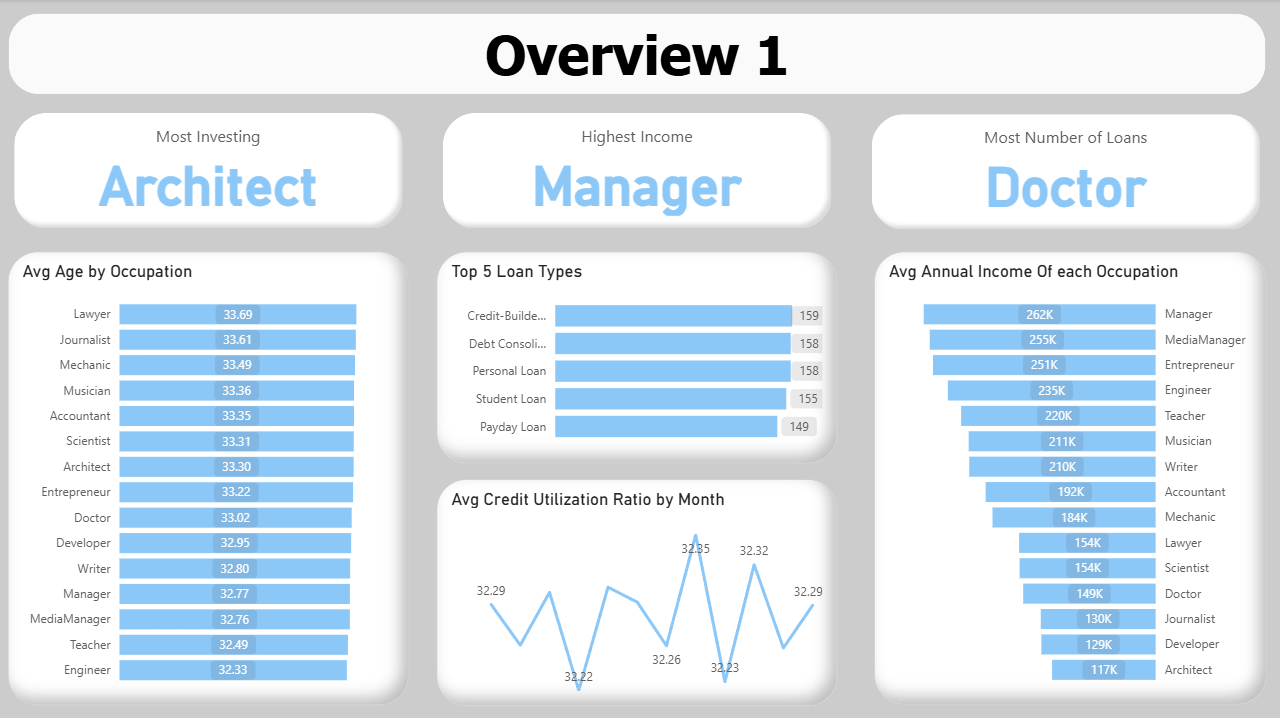 Overview 1
Most Investing
Architect
Highest Income
Manager
Most Number of Loans
Doctor
Avg Age by Occupation
Lawyer 33.69
Journalist 33.61
Mechanic 33.49
Musician 33.36
Accountant 33.35
Scientist 33.31
Architect 33.30
Entrepreneur 33.22
Doctor 33.02
Developer 32.95
Writer 32.80
Manager 32.77
MediaManager 32.76
Teacher 32.49
Engineer 32.33
Top 5 Loan Types
Credit-Builde... 159
Debt Consoli... 158
Personal Loan 158
Student Loan 155
Payday Loan 149
Avg Credit Utilization Ratio by Month
32.29
32.22
32.26
32.35
32.23
32.32
32.29
Avg Annual Income Of each Occupation
262K Manager
255K MediaManager
251K Entrepreneur
235K Engineer
220K Teacher
211K Musician
210K Writer
192K Accountant
184K Mechanic
154K Lawyer
154K Scientist
149K Doctor
130K Journalist
129K Developer
117K Architect